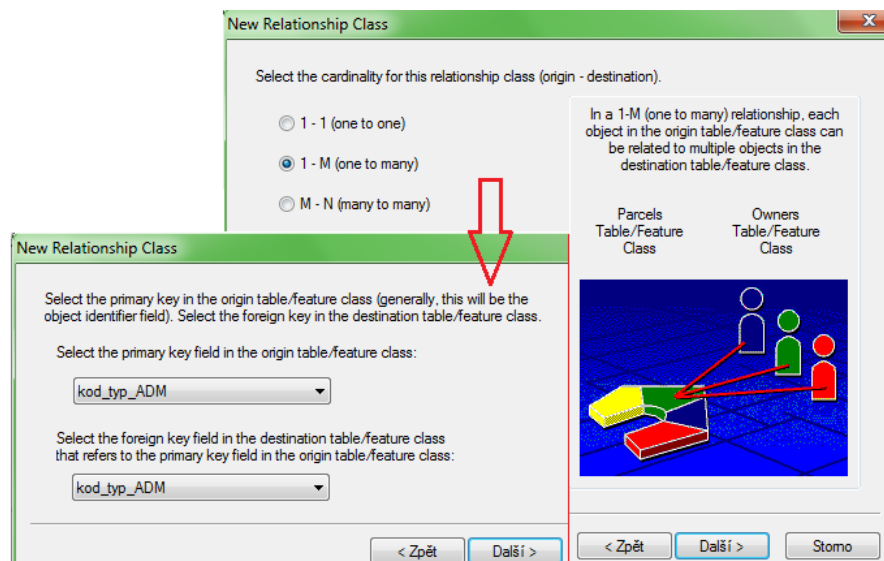 New Relationship Class
Select the cardinality for this relationship class (origin - destination).
1 - 1 (one to one)
1 - M (one to many)
M - N (many to many)
In a 1-M (one to many) relationship, each
object in the origin table/feature class can
be related to multiple objects in the
destination table/feature class.
Parcels
Table/Feature
Class
Owners
Table/Feature
Class
< Zpět
Další >
Storno
New Relationship Class
Select the primary key in the origin table/feature class (generally, this will be the
object identifier field). Select the foreign key in the destination table/feature class.
Select the primary key field in the origin table/feature class:
kod_typ_ADM
Select the foreign key field in the destination table/feature class
that refers to the primary key field in the origin table/feature class:
kod_typ_ADM
< Zpět
Další >